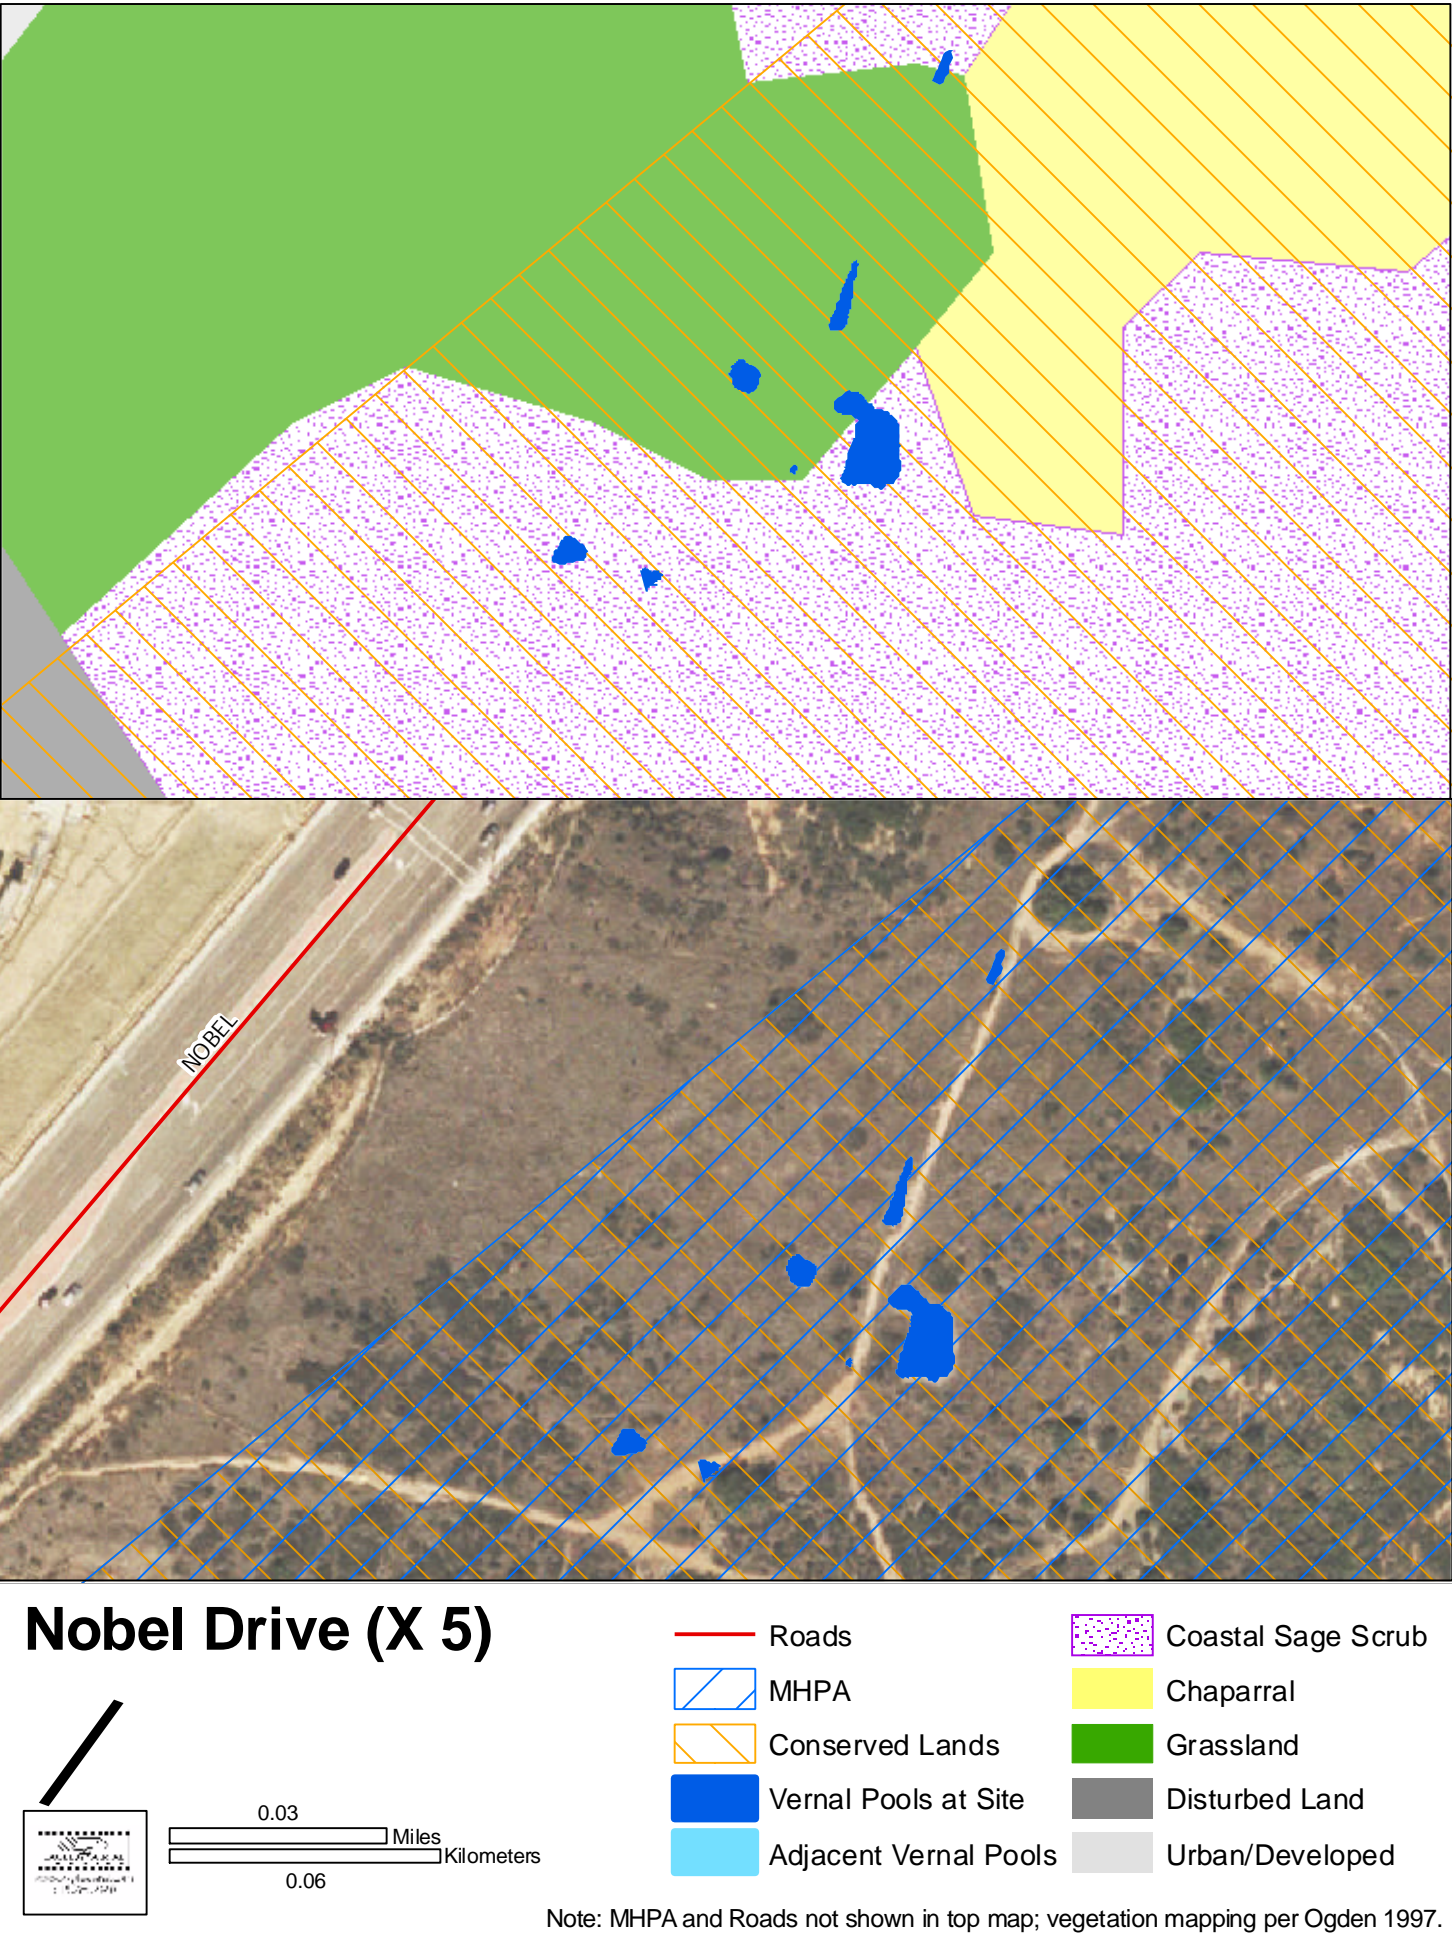 NOBEL
Nobel Drive (X 5)
0.03
Miles
Kilometers
0.06
Roads
MHPA
Conserved Lands
Vernal Pools at Site
Adjacent Vernal Pools
Coastal Sage Scrub
Chaparral
Grassland
Disturbed Land
Urban/Developed
Note: MHPA and Roads not shown in top map; vegetation mapping per Ogden 1997.